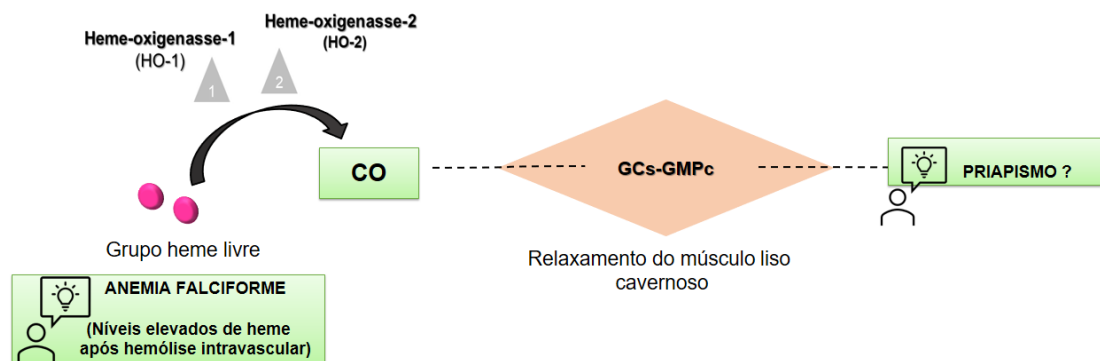 Heme-oxigenasse-1
(HO-1)
Heme-oxigenasse-2
(HO-2)
1
2
CO
GCs-GMPc
PRIAPISMO ?
Grupo heme livre
Relaxamento do músculo liso
cavernoso
ANEMIA FALCIFORME
(Níveis elevados de heme
após hemólise intravascular)